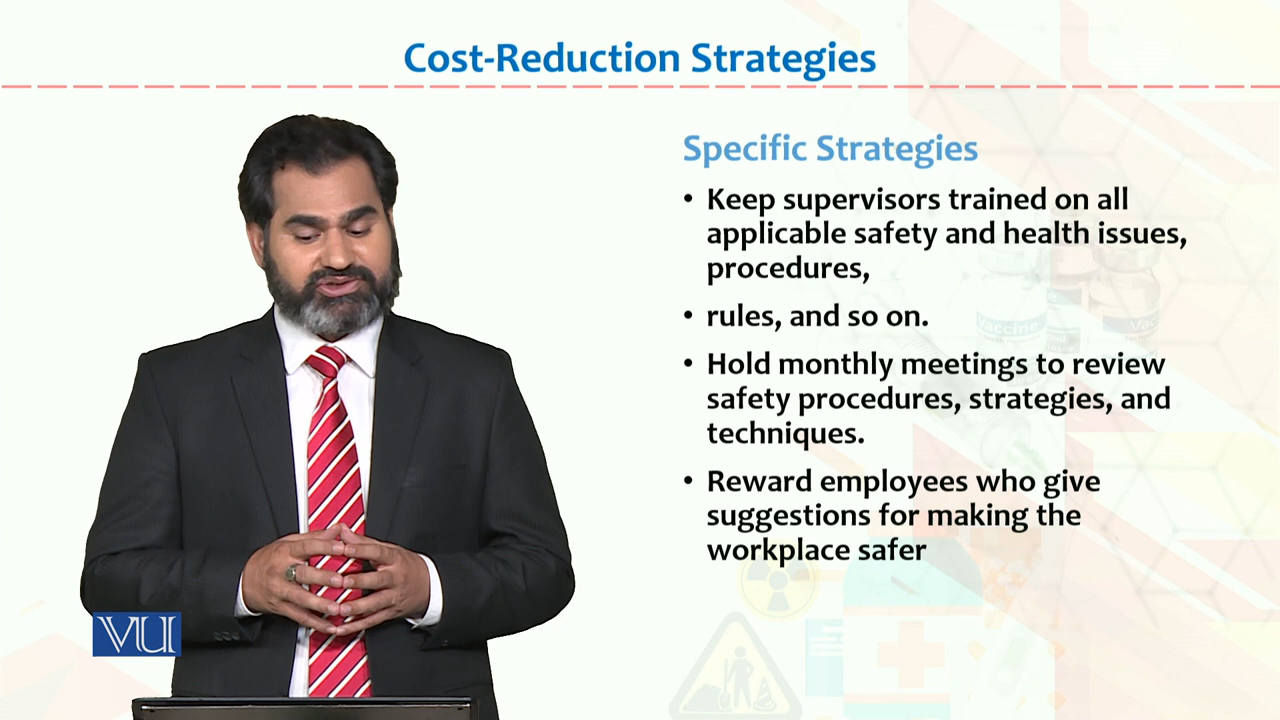 Cost-Reduction Strategies
Specific Strategies
• Keep supervisors trained on all
applicable safety and health issues,
procedures,
• rules, and so on.
• Hold monthly meetings to review
safety procedures, strategies, and
techniques.
• Reward employees who give
suggestions for making the
workplace safer
Vaccine
VU